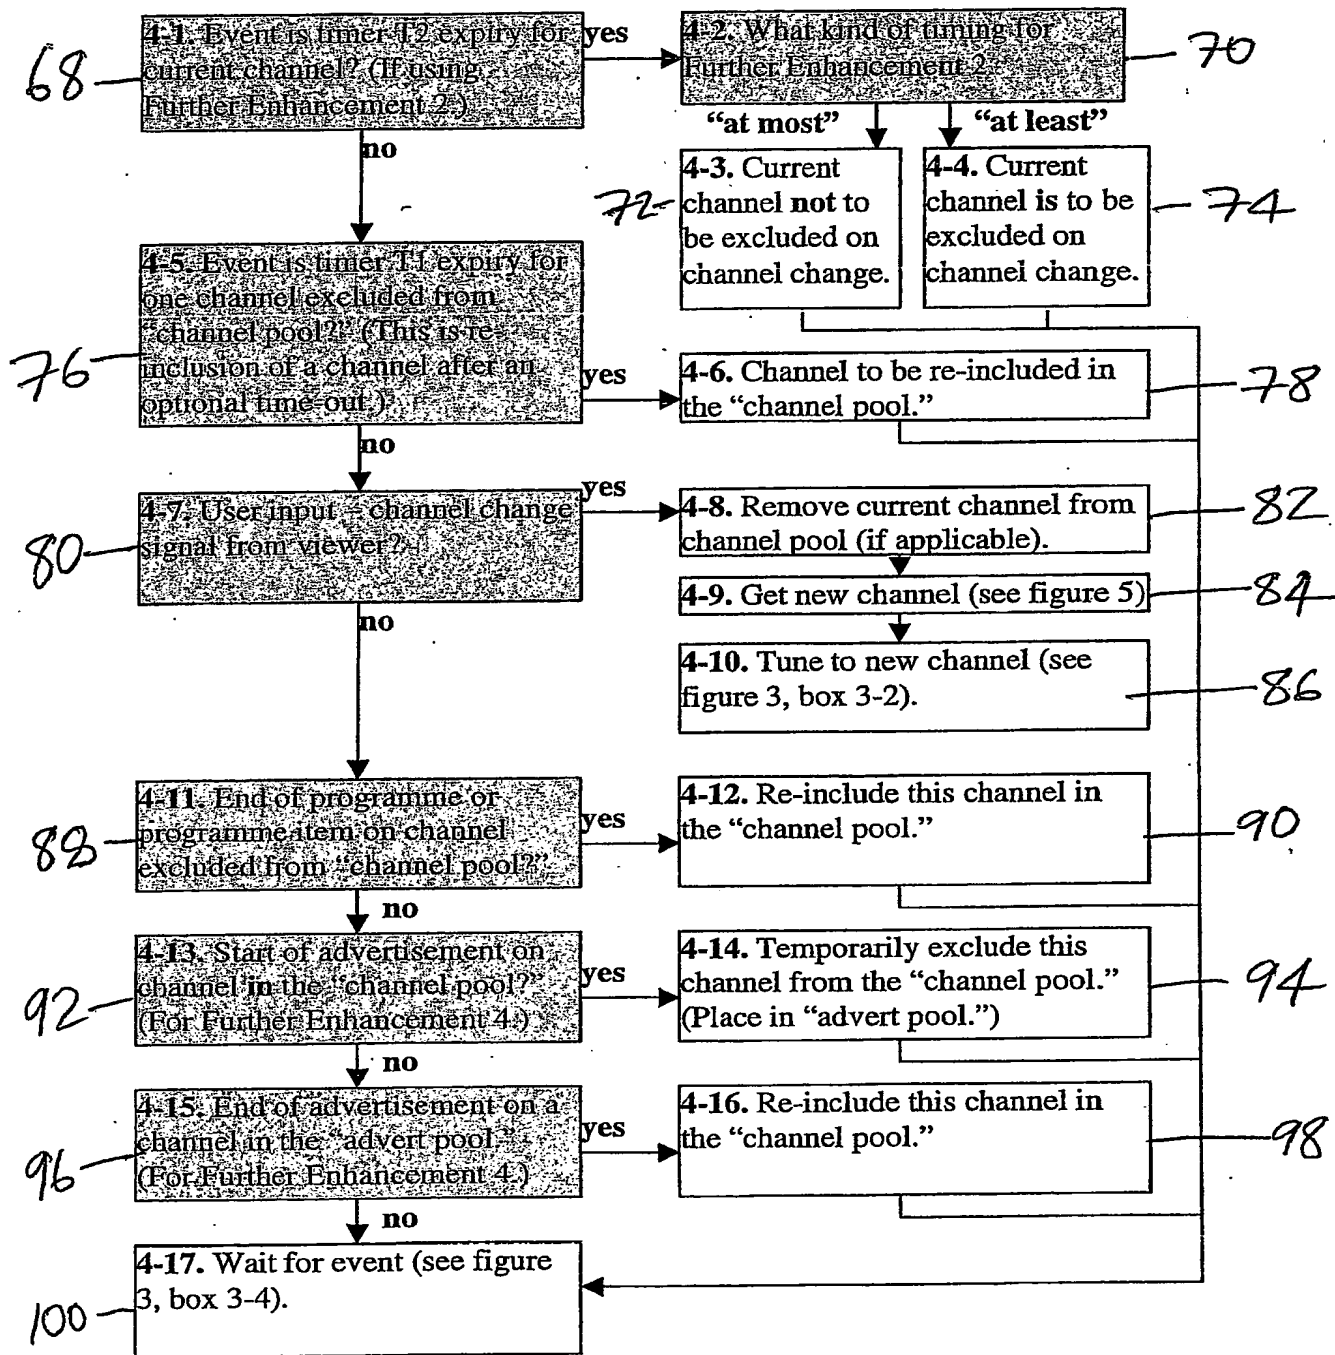 68
4-1. Event is timer T2 expiry for
current channel? (If using
Further Enhancement 2.)
yes
4-2. What kind of timing for
Further Enhancement 2.
70
no
"at most"
"at least"
72
4-3. Current
channel not to
be excluded on
channel change.
4-4. Current
channel is to be
excluded on
channel change.
74
76
4-5. Event is timer T1 expiry for
one channel excluded from
"channel pool?" (This is re-
inclusion of a channel after an
optional time-out.)
yes
4-6. Channel to be re-included in
the "channel pool."
78
no
80
4-7. User input – channel change
signal from viewer?
yes
4-8. Remove current channel from
channel pool (if applicable).
82
4-9. Get new channel (see figure 5)
84
no
4-10. Tune to new channel (see
figure 3, box 3-2).
86
88
4-11. End of programme or
programme-item on channel
excluded from "channel pool?"
yes
4-12. Re-include this channel in
the "channel pool."
90
no
92
4-13. Start of advertisement on
channel in the "channel pool?"
(For Further Enhancement 4.)
yes
4-14. Temporarily exclude this
channel from the "channel pool."
(Place in "advert pool.")
94
no
96
4-15. End of advertisement on a
channel in the "advert pool."
(For Further Enhancement 4.)
yes
4-16. Re-include this channel in
the "channel pool."
98
no
100
4-17. Wait for event (see figure
3, box 3-4).